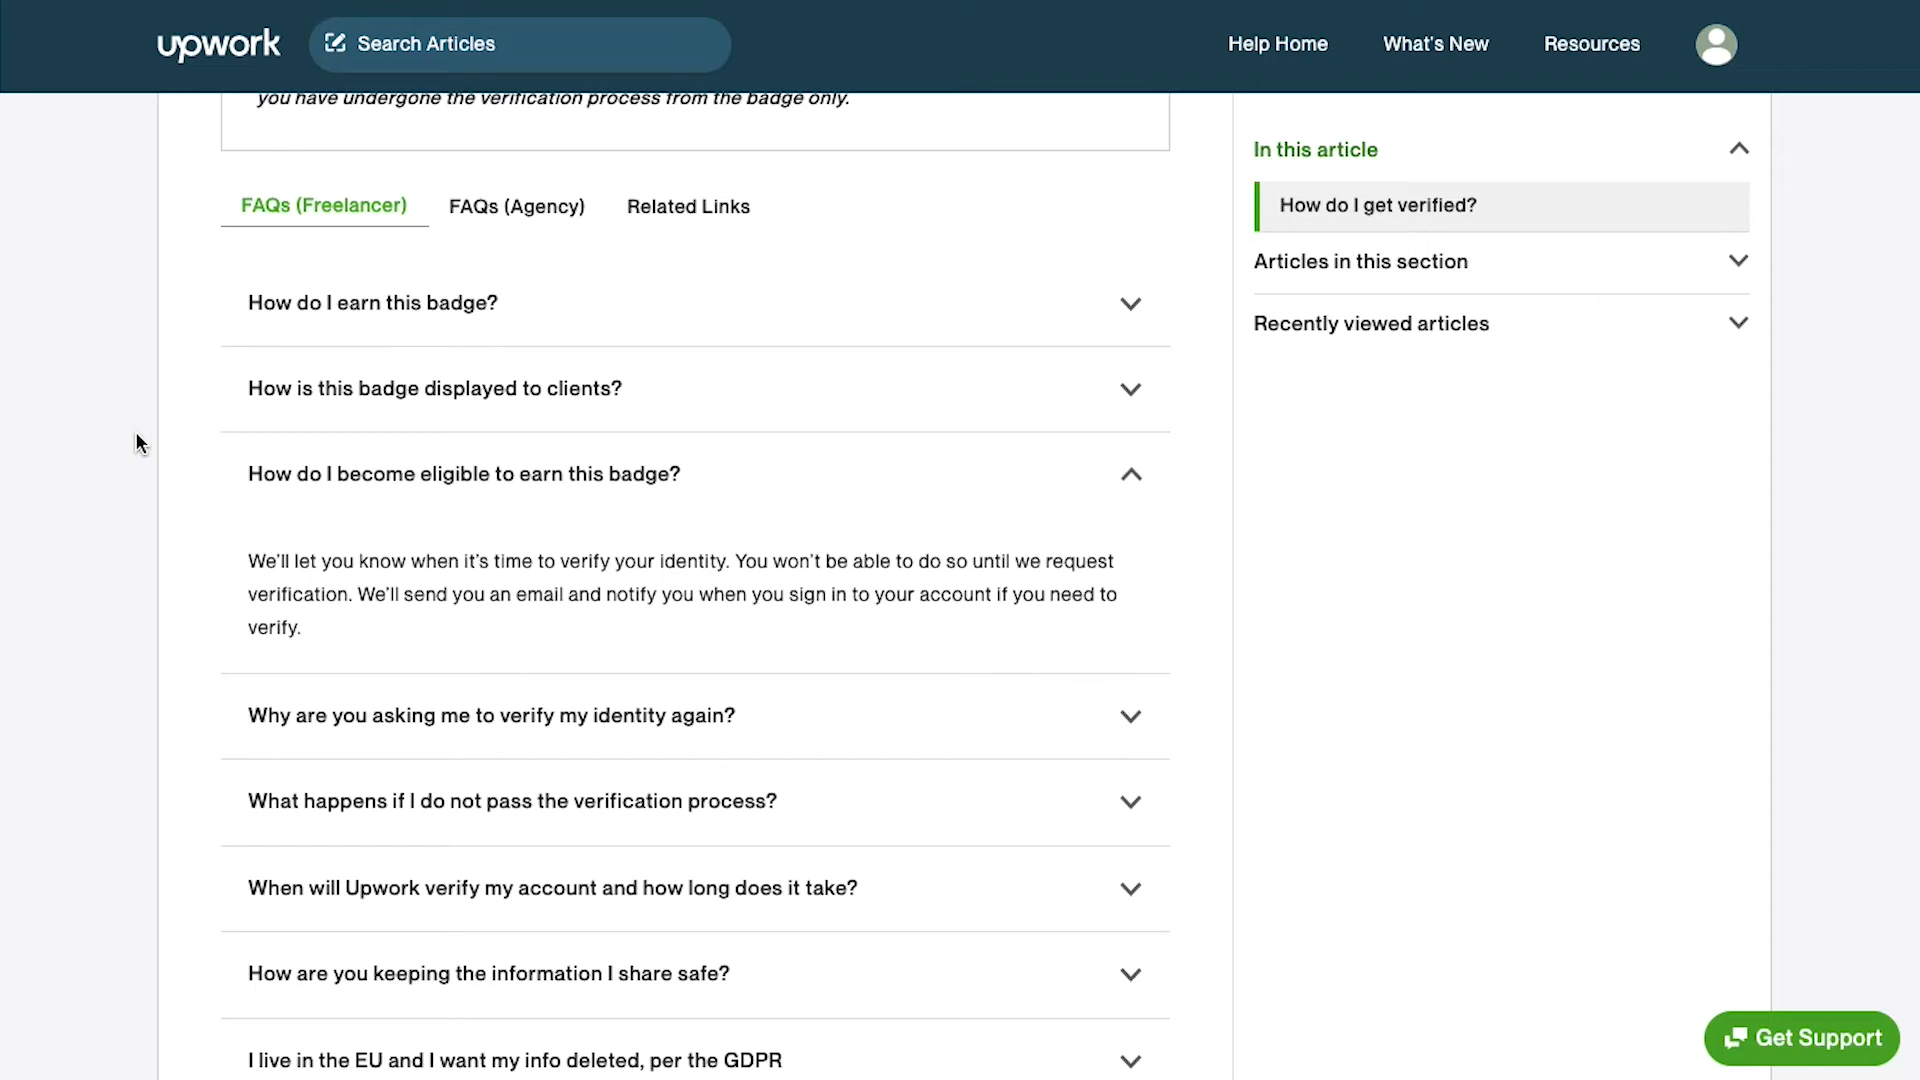 upwork
Search Articles
Help Home
What's New
Resources
you have undergone the verification process from the badge only.
FAQs (Freelancer)
FAQs (Agency)
Related Links
How do I earn this badge?
How is this badge displayed to clients?
How do I become eligible to earn this badge?
We'll let you know when it's time to verify your identity. You won't be able to do so until we request
verification. We'll send you an email and notify you when you sign in to your account if you need to
verify.
Why are you asking me to verify my identity again?
What happens if I do not pass the verification process?
When will Upwork verify my account and how long does it take?
How are you keeping the information I share safe?
I live in the EU and I want my info deleted, per the GDPR
In this article
How do I get verified?
Articles in this section
Recently viewed articles
Get Support